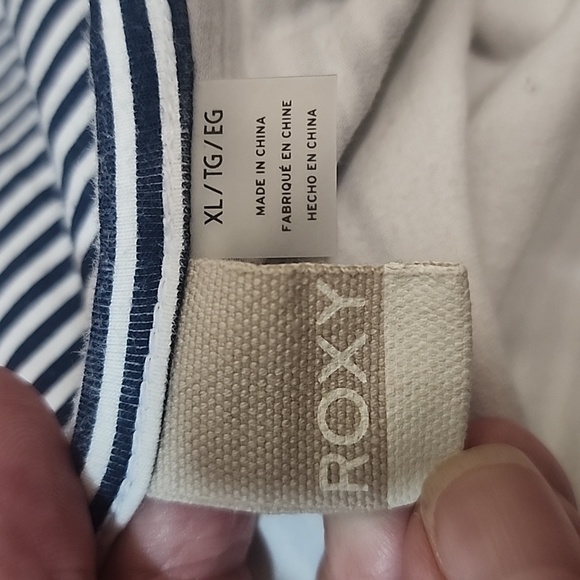 XL / TG / EG
MADE IN CHINA
FABRIQUÉ EN CHINE
HECHO EN CHINA
ROXY